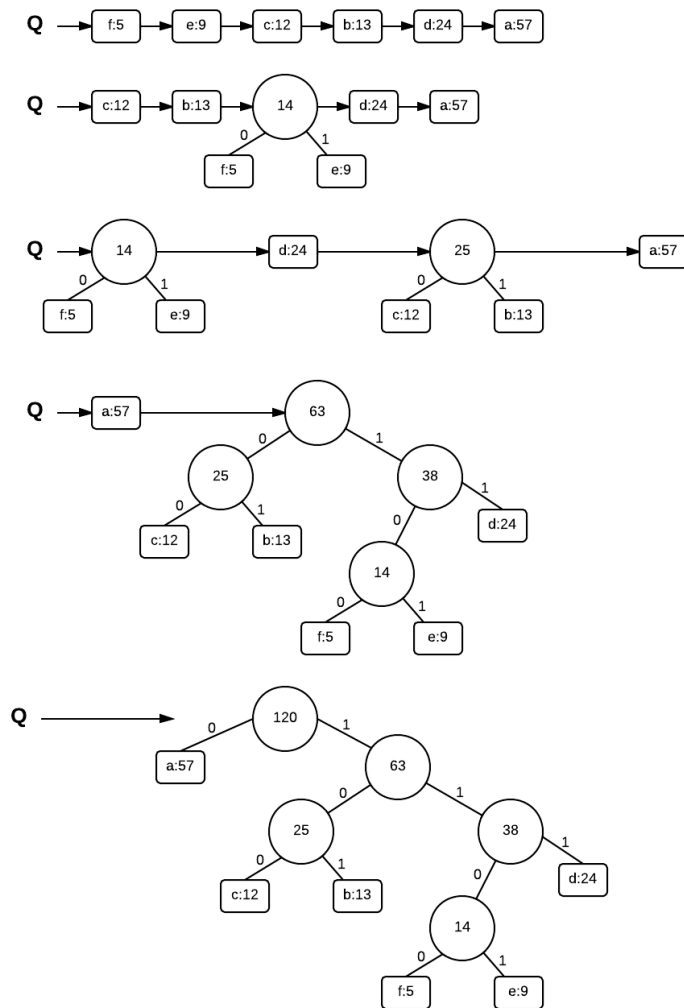 Q f:5 e:9 c:12 b:13 d:24 a:57
Q c:12 b:13 14 d:24 a:57
0 1
f:5 e:9
Q 14 d:24 25 a:57
0 1 0 1
f:5 e:9 c:12 b:13
Q a:57 63
0 1
25 38
0 1 0 1
c:12 b:13 d:24
14
0 1
f:5 e:9
Q 120
0 1
a:57 63
0 1
25 38
0 1 0 1
c:12 b:13 d:24
14
0 1
f:5 e:9